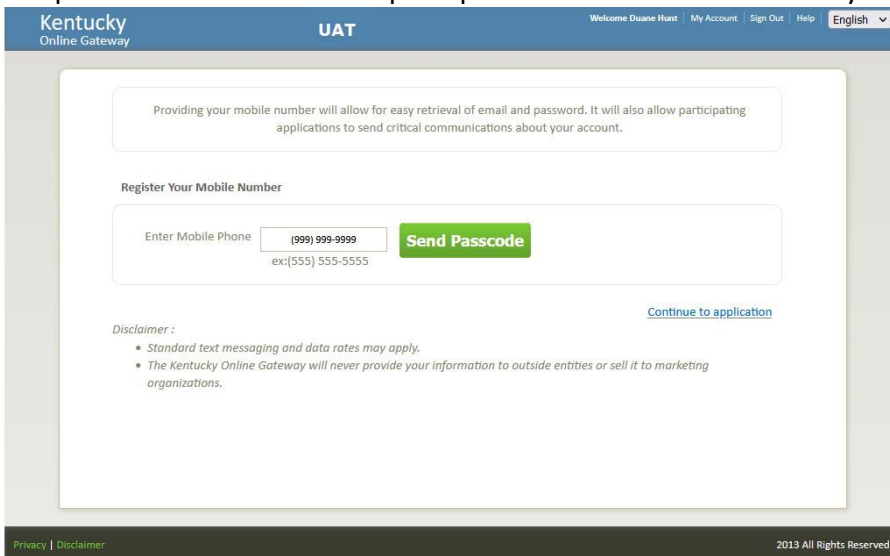 Kentucky
Online Gateway
UAT
Welcome Duane Hunt | My Account | Sign Out | Help | English
Providing your mobile number will allow for easy retrieval of email and password. It will also allow participating
applications to send critical communications about your account.
Register Your Mobile Number
Enter Mobile Phone (999) 999-9999 Send Passcode
ex:(555) 555-5555
Continue to application
Disclaimer :
• Standard text messaging and data rates may apply.
• The Kentucky Online Gateway will never provide your information to outside entities or sell it to marketing
organizations.
Privacy | Disclaimer 2013 All Rights Reserved